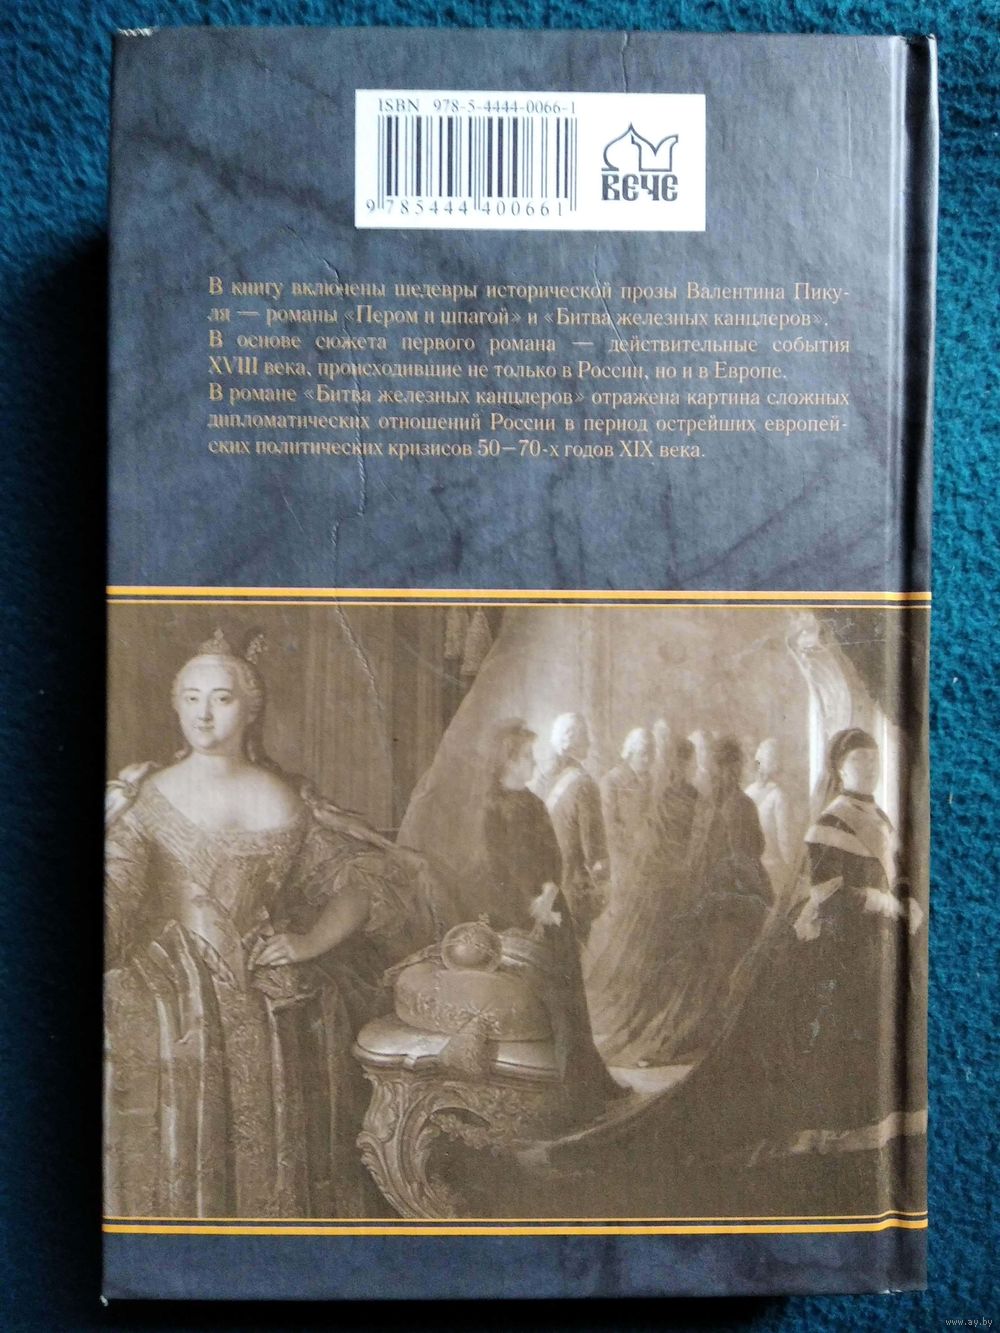 ISBN 978-5-4444-0066-1
9 785444 400661
ВЕЧЕ
В книгу включены шедевры исторической прозы Валентина Пику-
ля — романы «Пером и шпагой» и «Битва железных канцлеров».
В основе сюжета первого романа — действительные события
XVIII века, происходившие не только в России, но и в Европе.
В романе «Битва железных канцлеров» отражена картина сложных
дипломатических отношений России в период острейших европей-
ских политических кризисов 50—70-х годов XIX века.
www.ay.by